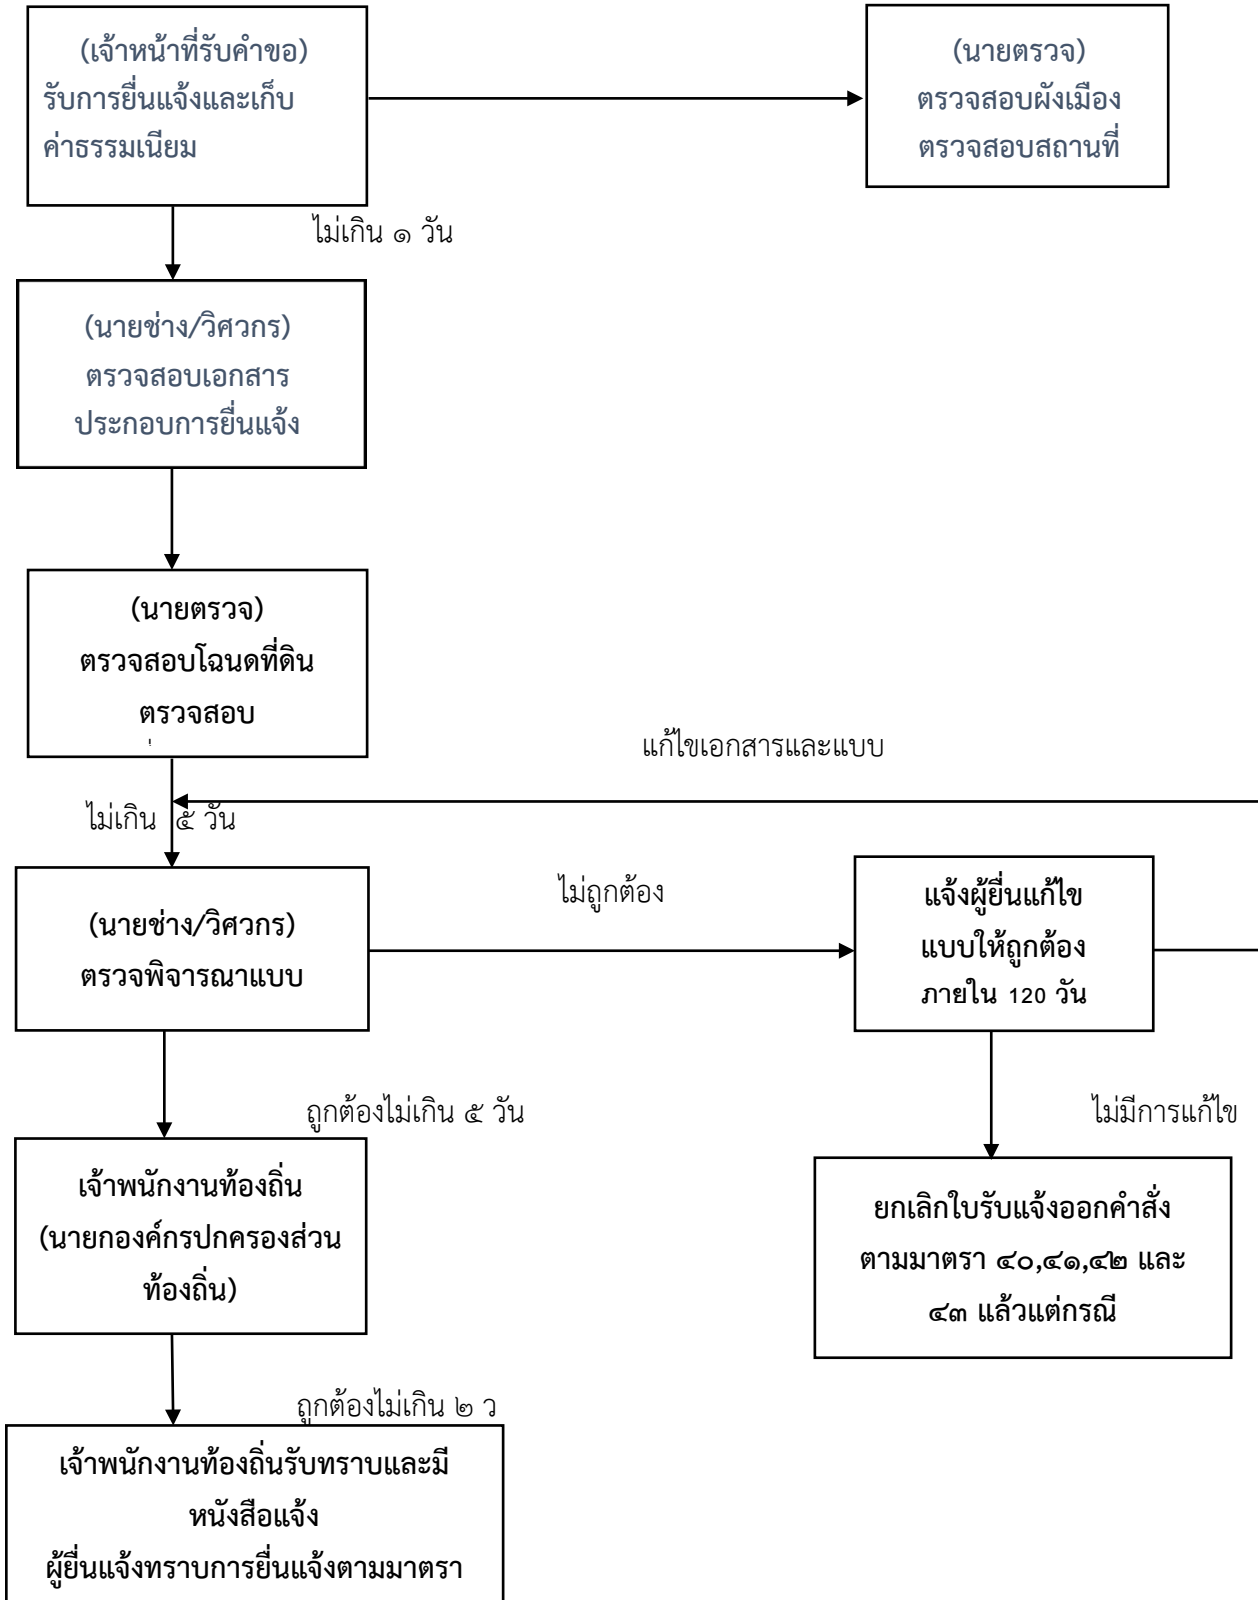 (เจ้าหน้าที่รับคำขอ)
รับการยื่นแจ้งและเก็บ
ค่าธรรมเนียม
(นายตรวจ)
ตรวจสอบผังเมือง
ตรวจสอบสถานที่
ไม่เกิน ๑ วัน
(นายช่าง/วิศวกร)
ตรวจสอบเอกสาร
ประกอบการยื่นแจ้ง
(นายตรวจ)
ตรวจสอบโฉนดที่ดิน
ตรวจสอบ
แก้ไขเอกสารและแบบ
ไม่เกิน ๕ วัน
(นายช่าง/วิศวกร)
ตรวจพิจารณาแบบ
ไม่ถูกต้อง
แจ้งผู้ยื่นแก้ไข
แบบให้ถูกต้อง
ภายใน 120 วัน
ถูกต้องไม่เกิน ๕ วัน
ไม่มีการแก้ไข
เจ้าพนักงานท้องถิ่น
(นายกองค์กรปกครองส่วน
ท้องถิ่น)
ยกเลิกใบรับแจ้งออกคำสั่ง
ตามมาตรา ๔๐,๔๑,๔๒ และ
๔๓ แล้วแต่กรณี
ถูกต้องไม่เกิน ๒ ว
เจ้าพนักงานท้องถิ่นรับทราบและมี
หนังสือแจ้ง
ผู้ยื่นแจ้งทราบการยื่นแจ้งตามมาตรา